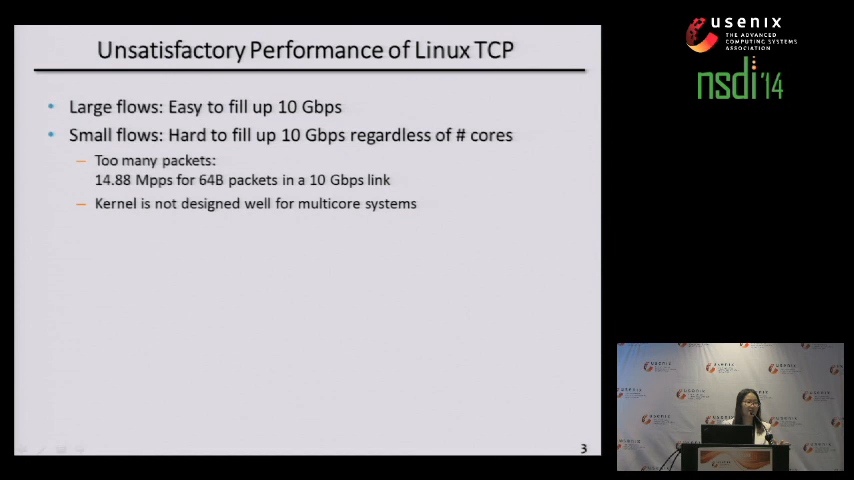 Unsatisfactory Performance of Linux TCP
• Large flows: Easy to fill up 10 Gbps
• Small flows: Hard to fill up 10 Gbps regardless of # cores
– Too many packets:
14.88 Mpps for 64B packets in a 10 Gbps link
– Kernel is not designed well for multicore systems
3
usenix
THE ADVANCED
COMPUTING SYSTEMS
ASSOCIATION
nsdi '14
usenix